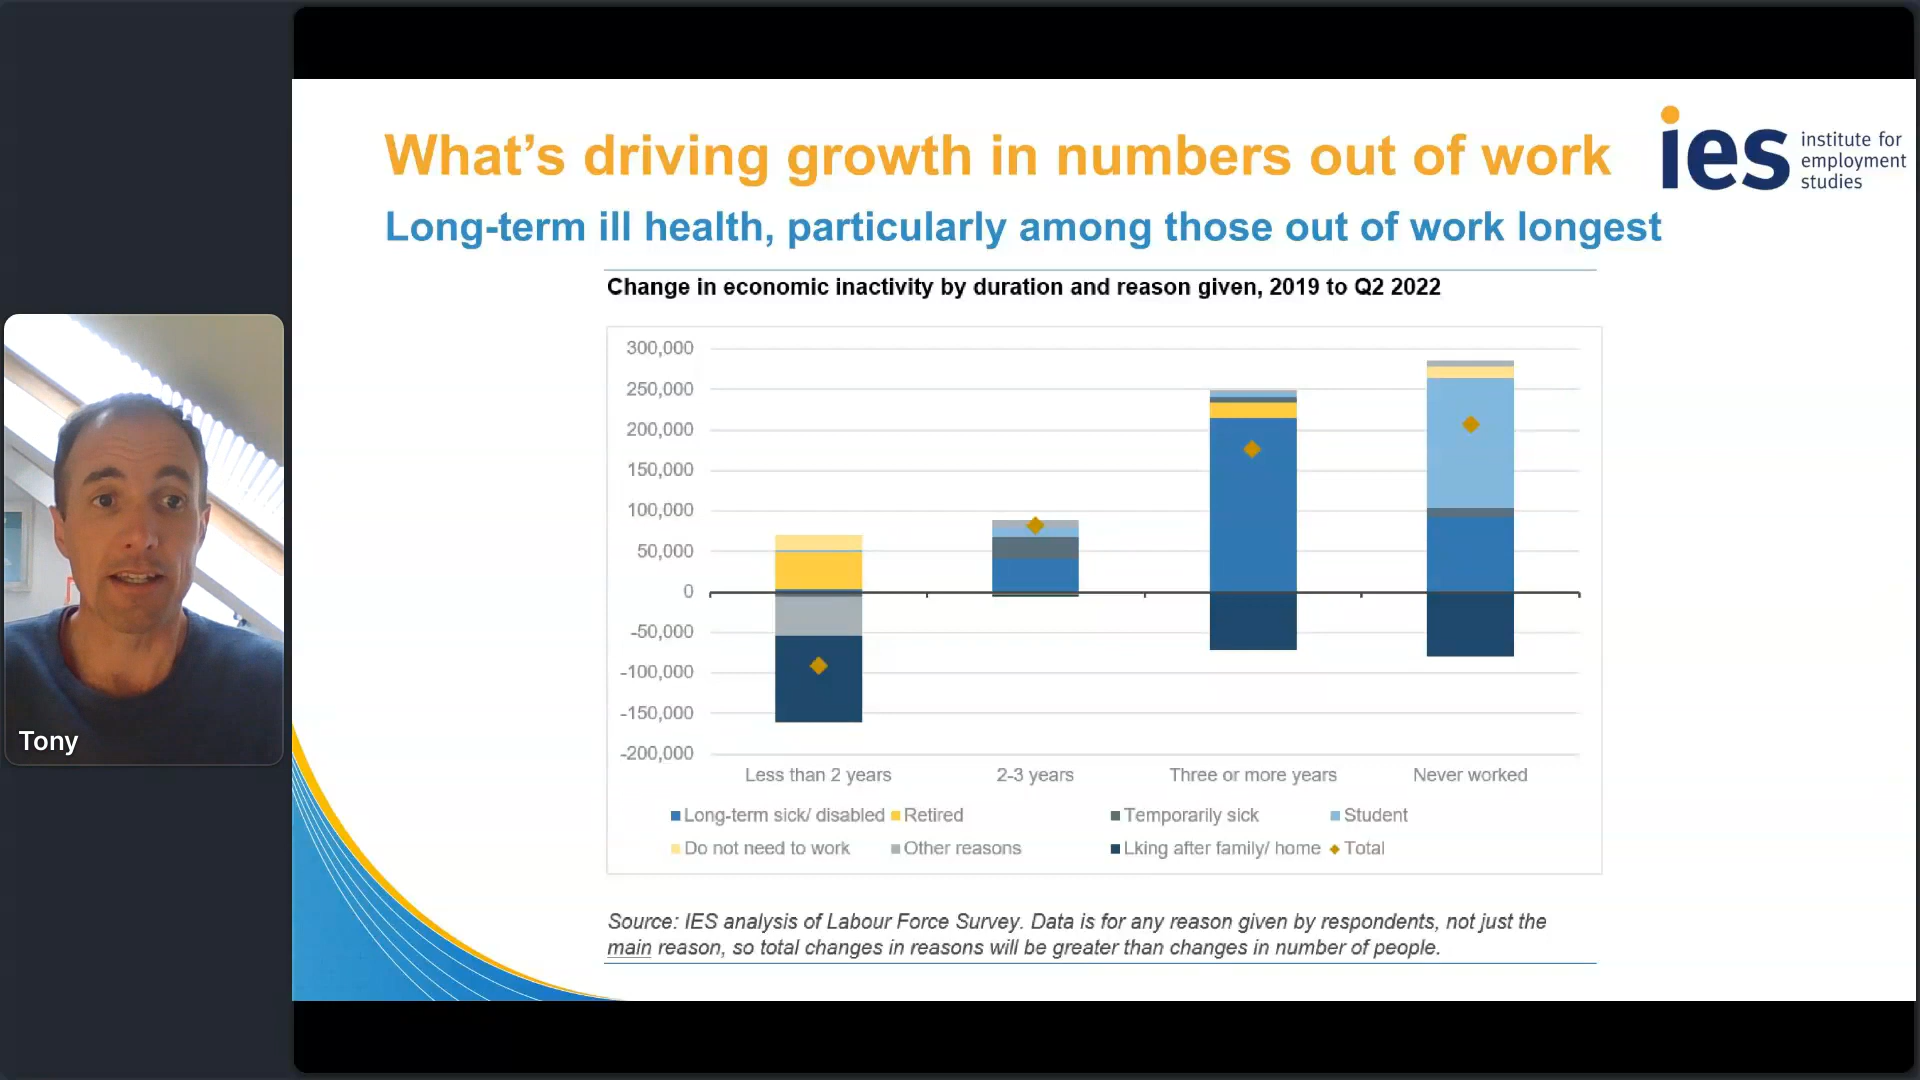 What's driving growth in numbers out of work
ies
institute for
employment
studies
Long-term ill health, particularly among those out of work longest
Change in economic inactivity by duration and reason given, 2019 to Q2 2022
300,000
250,000
200,000
150,000
100,000
50,000
0
-50,000
-100,000
-150,000
-200,000
Less than 2 years 2-3 years Three or more years Never worked
Long-term sick/ disabled Retired Temporarily sick Student
Do not need to work Other reasons Lking after family/ home Total
Source: IES analysis of Labour Force Survey. Data is for any reason given by respondents, not just the
main reason, so total changes in reasons will be greater than changes in number of people.
Tony